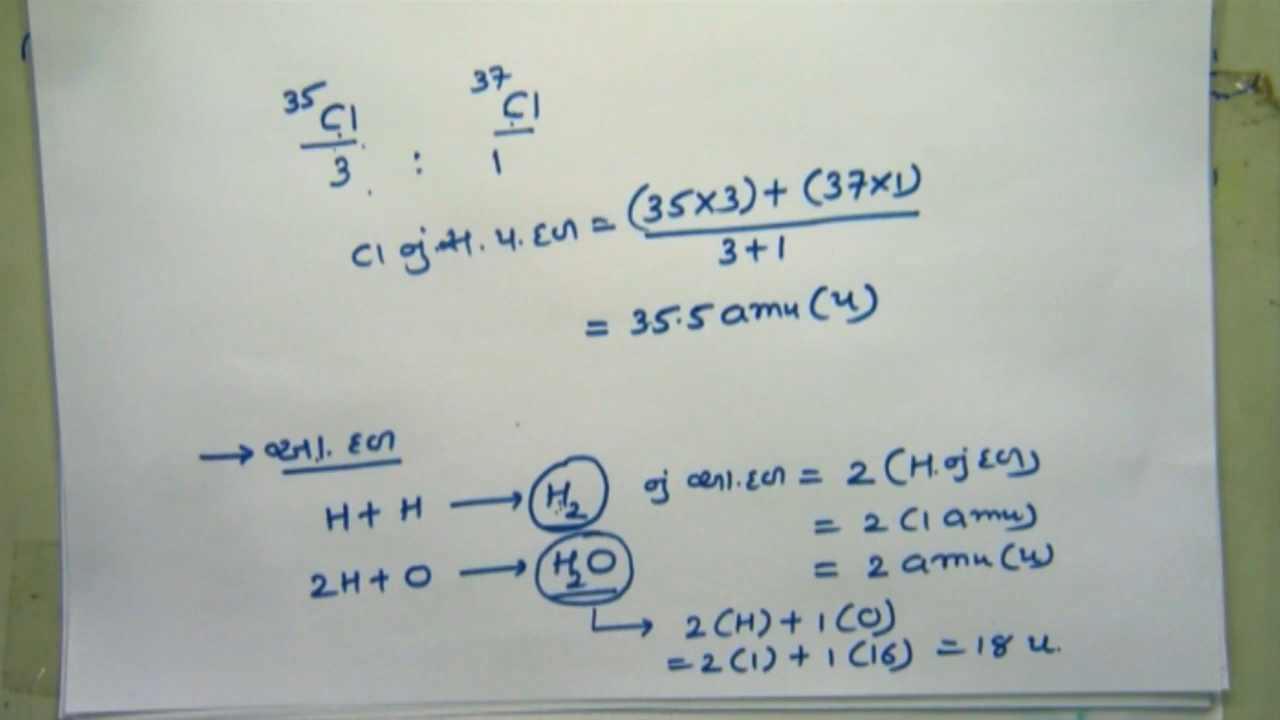 ³⁵Cl : ³⁷Cl
3 : 1
Cl નું સ. પ. દળ = (35×3) + (37×1) / 3+1
= 35.5 amu (u)
→ આ. દળ
H + H → H₂ નું આ. દળ = 2 (H.નું દળ)
= 2 (1 amu)
= 2 amu (u)
2H + O → H₂O
↳ 2(H) + 1(O)
= 2(1) + 1(16) = 18 u.